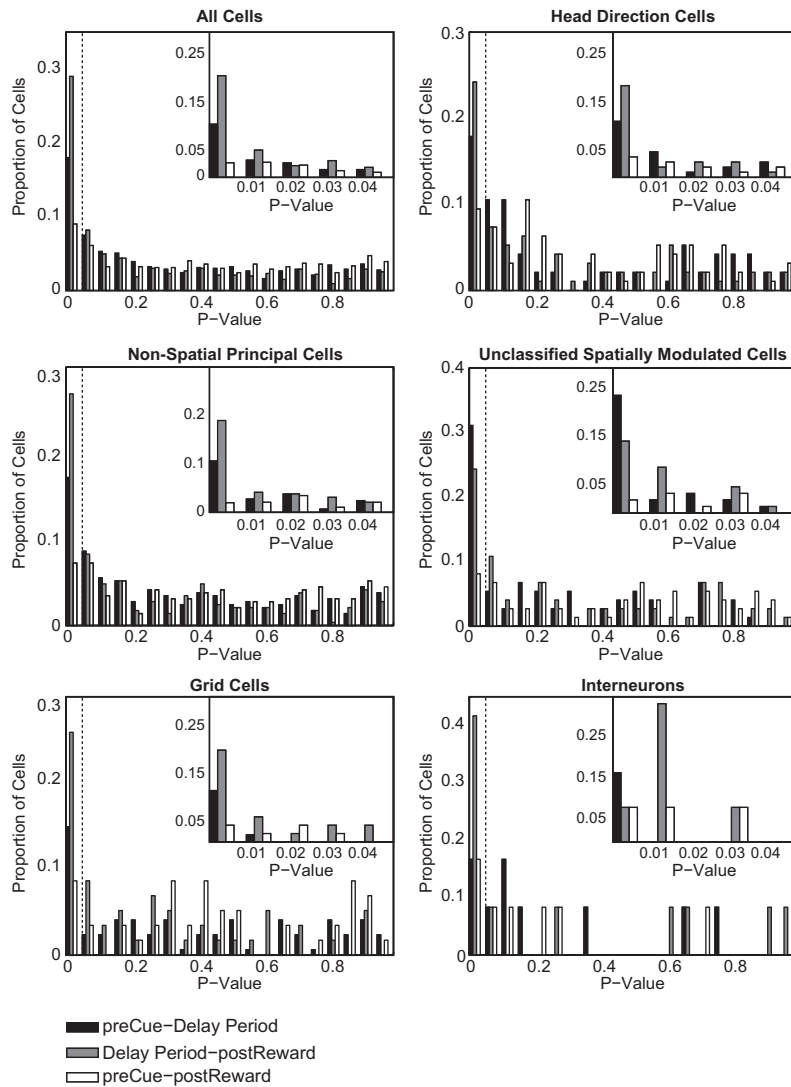 All Cells
Proportion of Cells
0.3
0.2
0.1
0
0.25
0.15
0.05
0
0.01 0.02 0.03 0.04
P−Value
0 0.2 0.4 0.6 0.8
P−Value
Head Direction Cells
Proportion of Cells
0.3
0.2
0.1
0
0.25
0.15
0.05
0.01 0.02 0.03 0.04
P−Value
0 0.2 0.4 0.6 0.8
P−Value
Non-Spatial Principal Cells
Proportion of Cells
0.3
0.2
0.1
0
0.2
0.1
0
0.01 0.02 0.03 0.04
P−Value
0 0.2 0.4 0.6 0.8
P−Value
Unclassified Spatially Modulated Cells
Proportion of Cells
0.4
0.3
0.2
0.1
0
0.25
0.15
0.05
0.01 0.02 0.03 0.04
P−Value
0 0.2 0.4 0.6 0.8
P−Value
Grid Cells
Proportion of Cells
0.3
0.2
0.1
0
0.25
0.15
0.05
0.01 0.02 0.03 0.04
P−Value
0 0.2 0.4 0.6 0.8
P−Value
Interneurons
Proportion of Cells
0.4
0.3
0.2
0.1
0
0.25
0.15
0.05
0.01 0.02 0.03 0.04
P−Value
0 0.2 0.4 0.6 0.8
P−Value
preCue−Delay Period
Delay Period−postReward
preCue−postReward